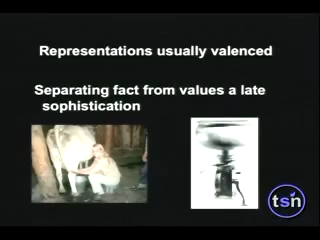 Representations usually valenced
Separating fact from values a late
sophistication
tsn